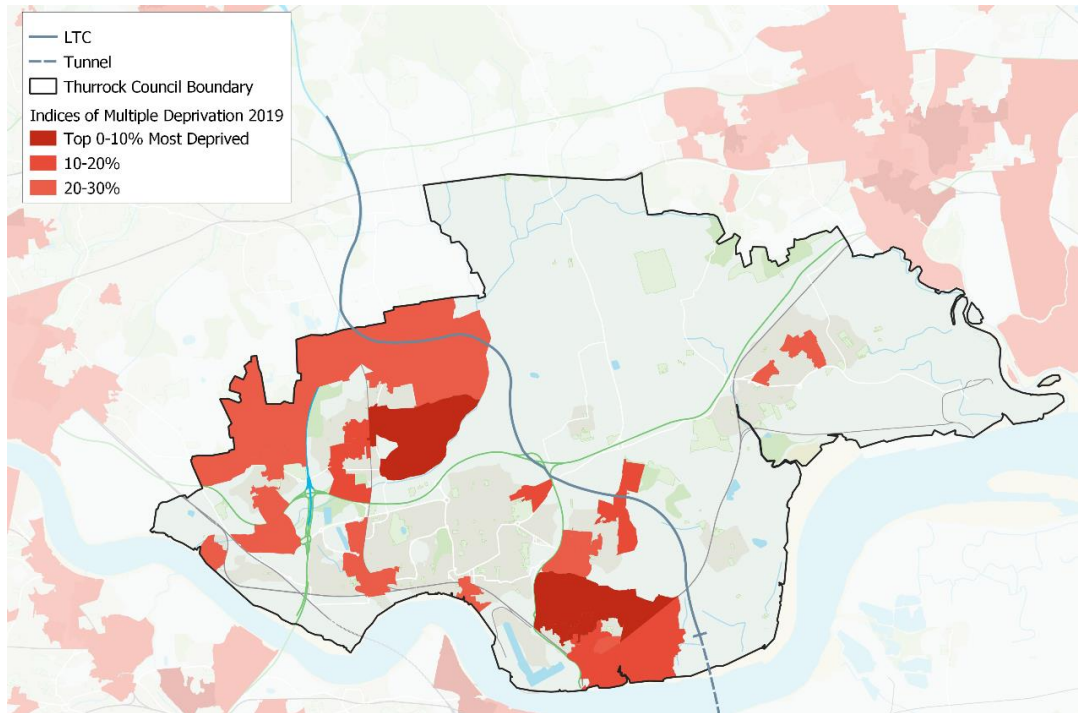 LTC
Tunnel
Thurrock Council Boundary
Indices of Multiple Deprivation 2019
Top 0-10% Most Deprived
10-20%
20-30%